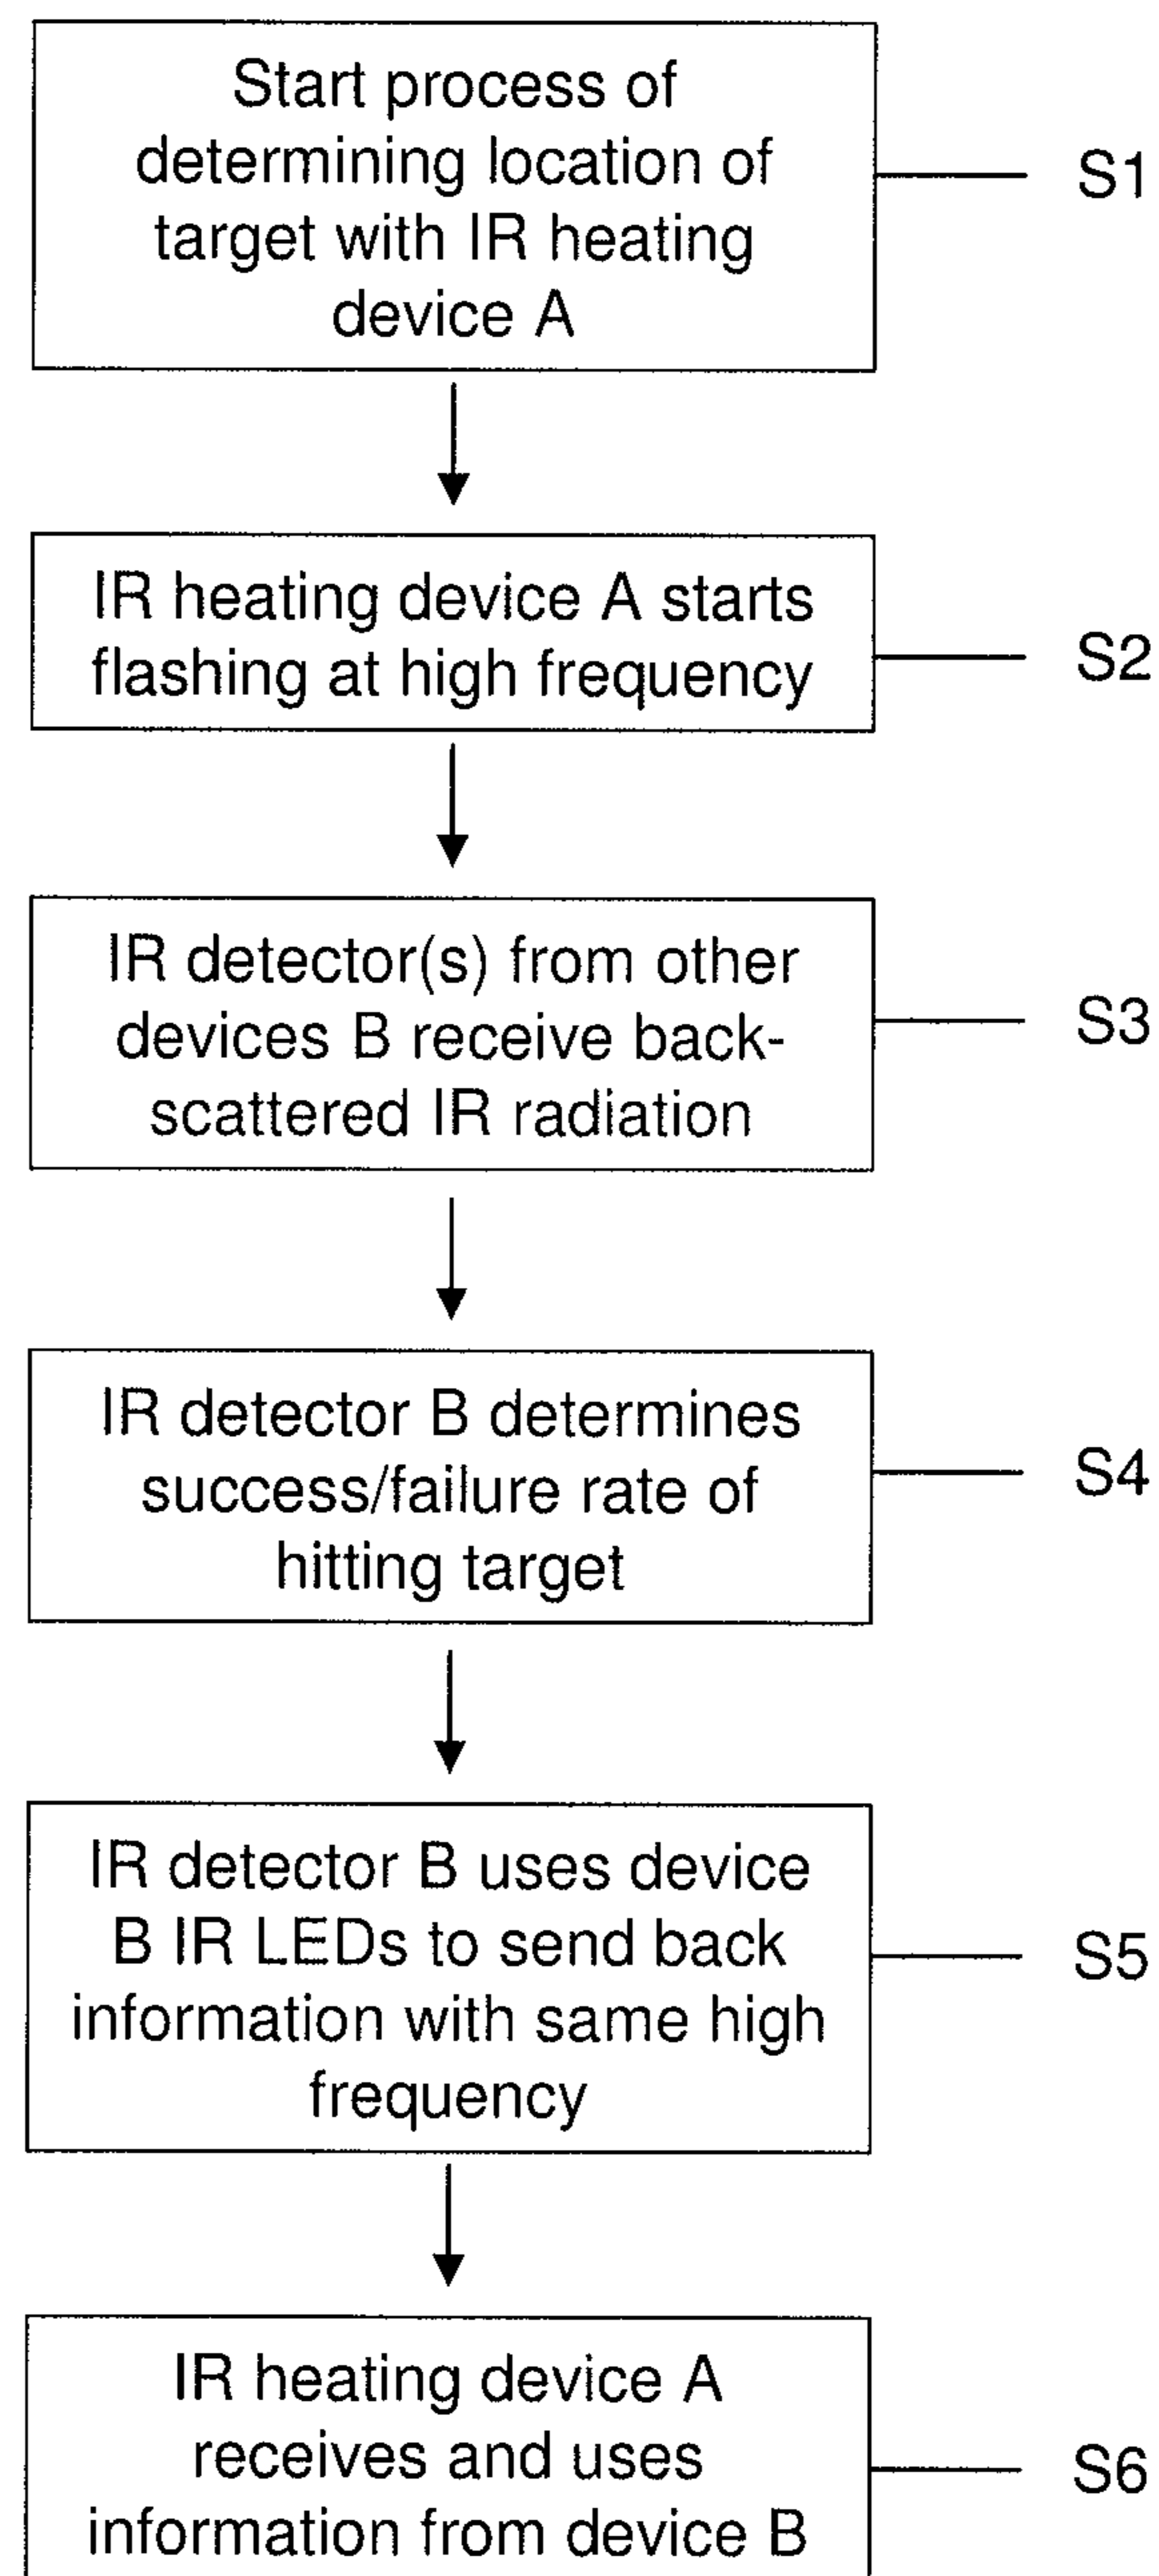 Start process of
determining location of
target with IR heating
device A
S1
IR heating device A starts
flashing at high frequency
S2
IR detector(s) from other
devices B receive back-
scattered IR radiation
S3
IR detector B determines
success/failure rate of
hitting target
S4
IR detector B uses device
B IR LEDs to send back
information with same high
frequency
S5
IR heating device A
receives and uses
information from device B
S6